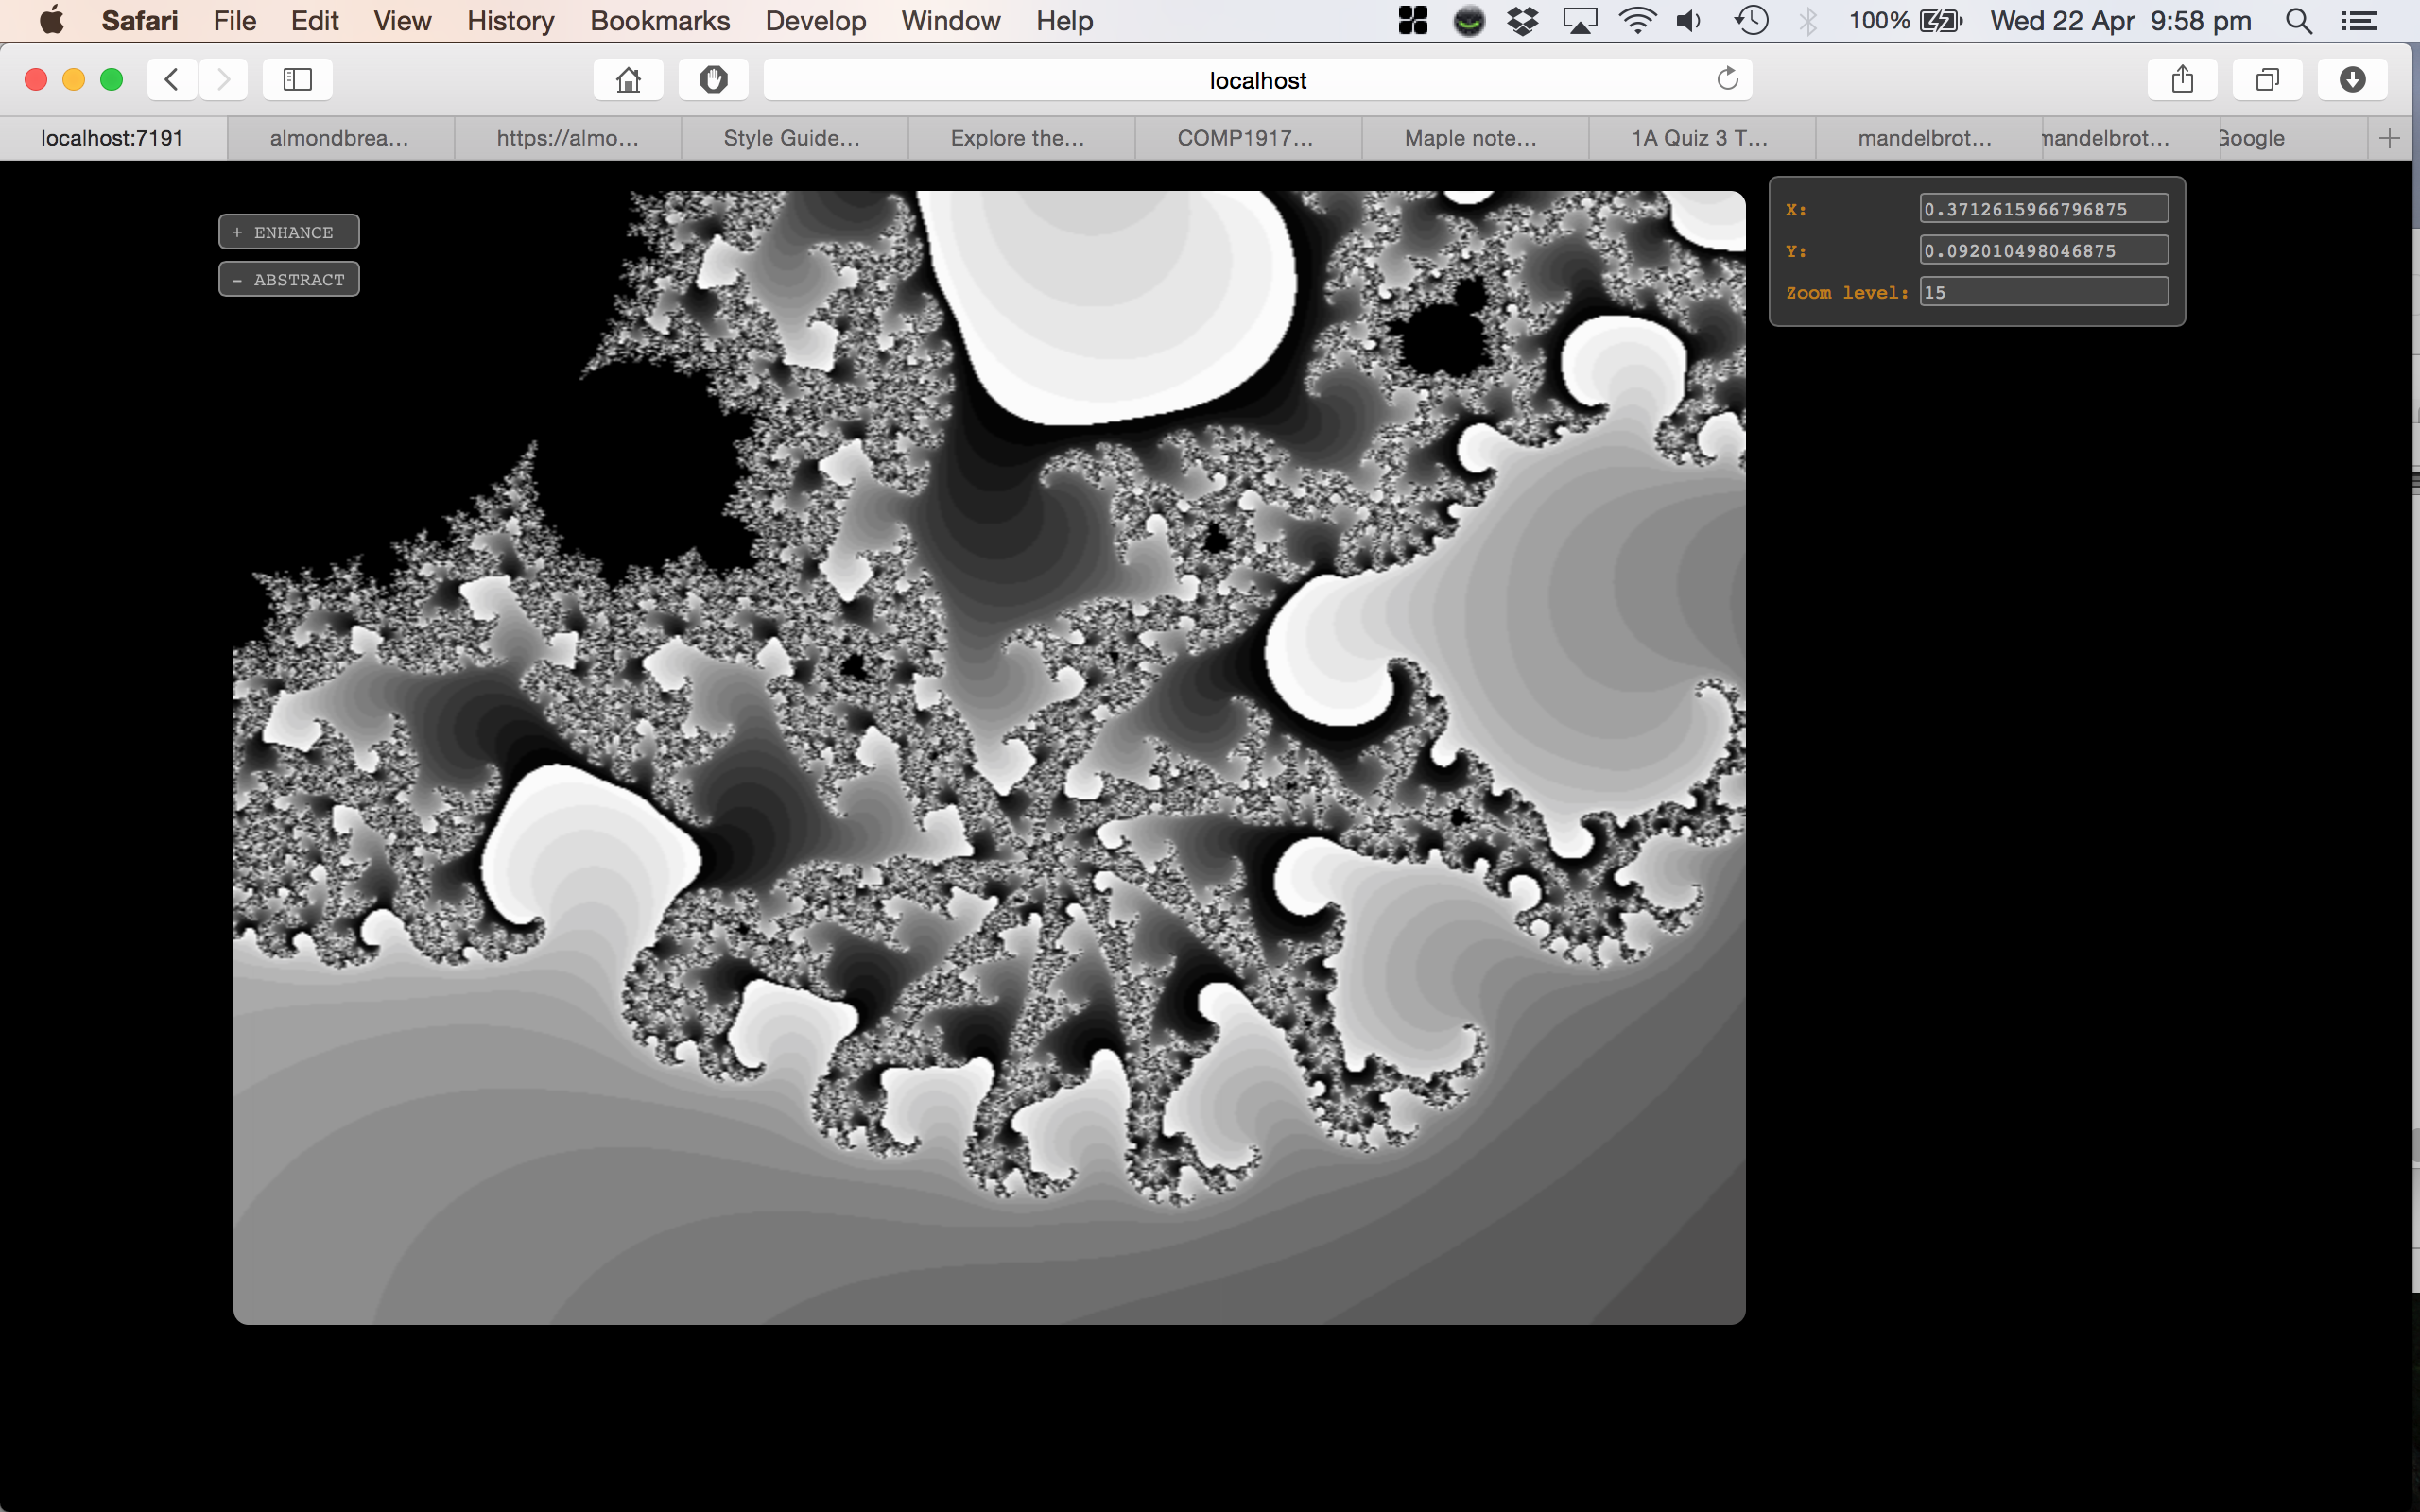 Safari File Edit View History Bookmarks Develop Window Help 100% Wed 22 Apr 9:58 pm
localhost
localhost:7191 almondbrea... https://almo... Style Guide... Explore the... COMP1917... Maple note... 1A Quiz 3 T... mandelbrot... mandelbrot... Google
+ ENHANCE
− ABSTRACT
X: 0.3712615966796875
Y: 0.092010498046875
Zoom level: 15